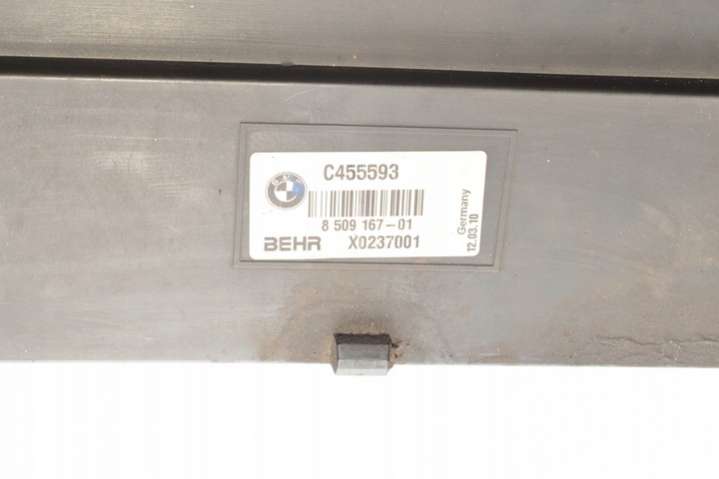 C455593
8 509 167-01
BEHR X0237001
Germany
12.03.10